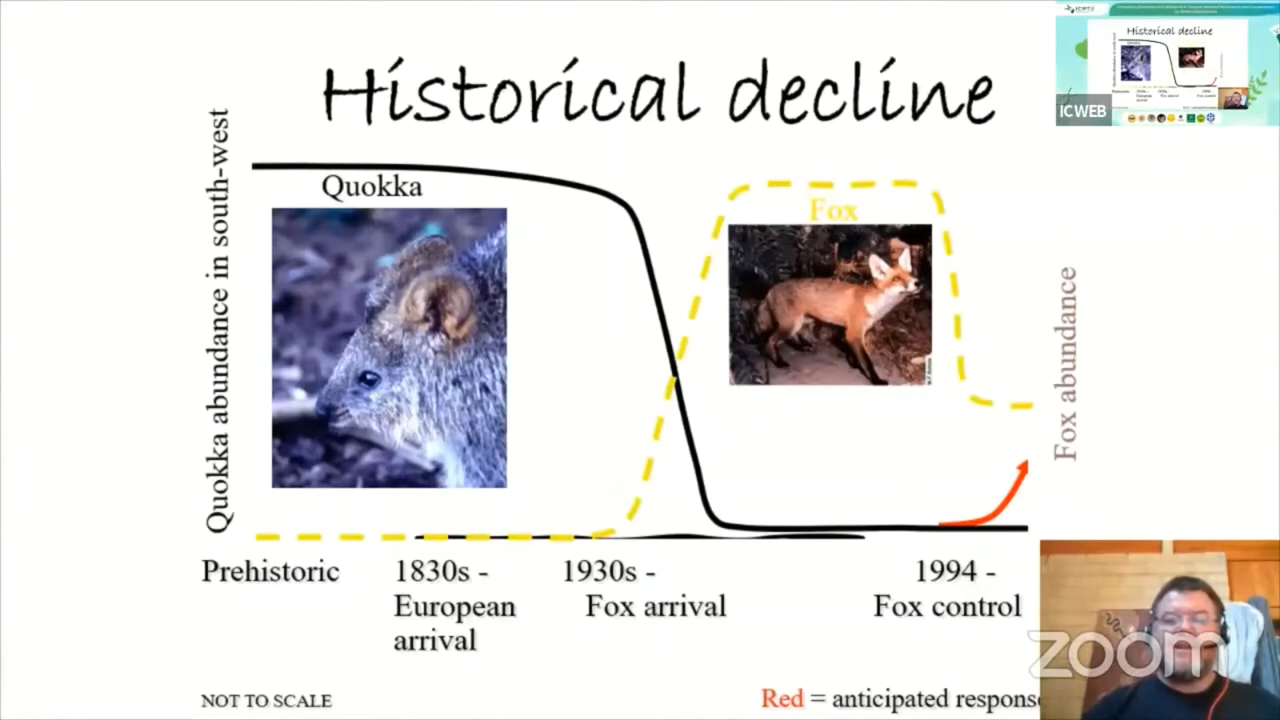 Historical decline
Quokka abundance in south-west
Quokka
Fox
Fox abundance
Prehistoric
1830s -
European
arrival
1930s -
Fox arrival
1994 -
Fox control
NOT TO SCALE
Red = anticipated response
Historical decline
ICWEB
zoom